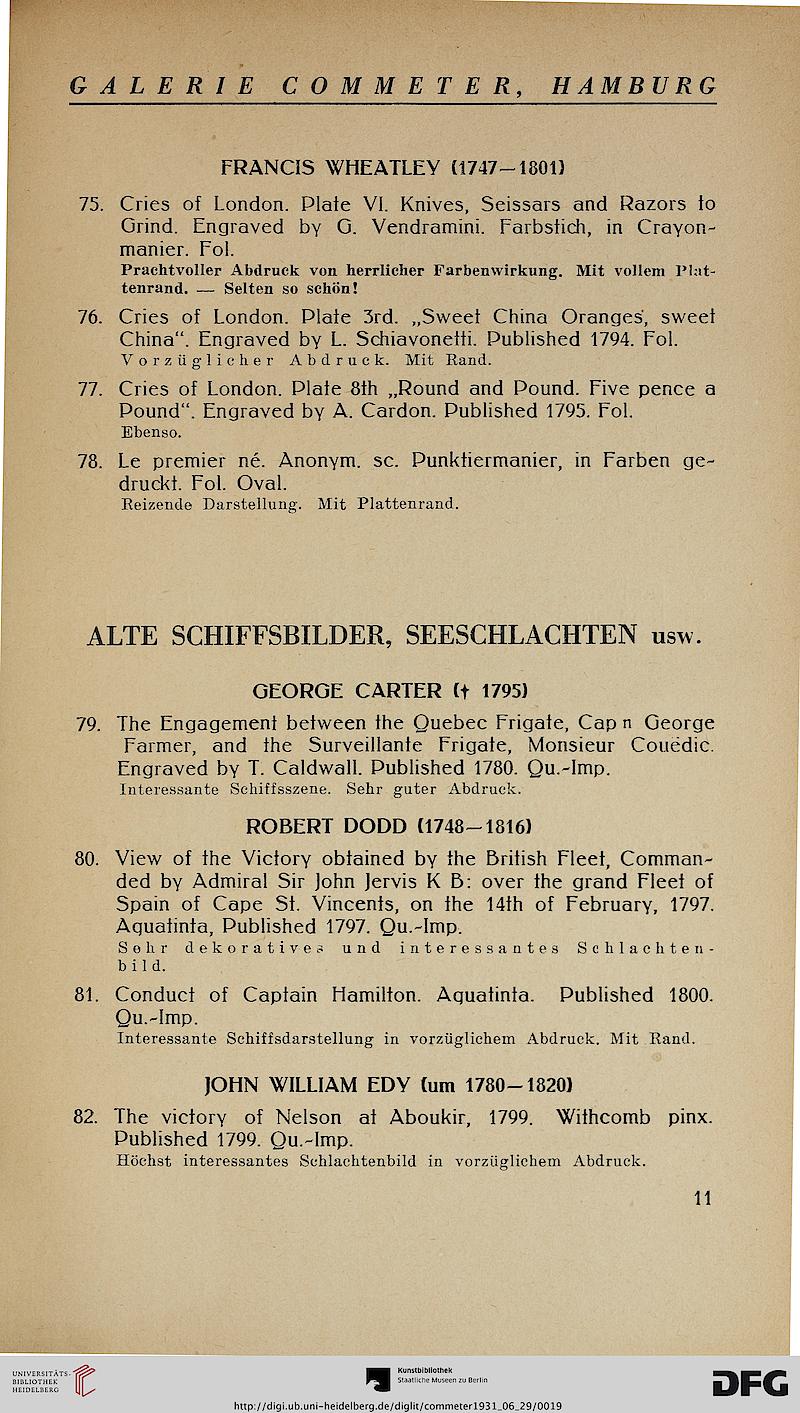 GALERIE COMMETER, HAMBURG
FRANCIS WHEATLEY (1747—1801)
75. Cries of London. Plate VI. Knives, Seissars and Razors to
Grind. Engraved by G. Vendramini. Farbstich, in Crayon-
manier. Fol.
Prachtvoller Abdruck von herrlicher Farbenwirkung. Mit vollem Plat-
tenrand. — Selten so schön!
76. Cries of London. Plate 3rd. „Sweet China Oranges, sweet
China“. Engraved by L. Schiavonetti. Published 1794. Fol.
Vorzüglicher Abdruck. Mit Rand.
77. Cries of London. Plate 8th „Round and Pound. Five pence a
Pound“. Engraved by A. Cardon. Published 1795. Fol.
Ebenso.
78. Le premier né. Anonym. sc. Punktiermanier, in Farben ge-
druckt. Fol. Oval.
Reizende Darstellung. Mit Plattenrand.
ALTE SCHIFFSBILDER, SEESCHLACHTEN usw.
GEORGE CARTER († 1795)
79. The Engagement between the Quebec Frigate, Cap n George
Farmer, and the Surveillante Frigate, Monsieur Couëdic.
Engraved by T. Caldwall. Published 1780. Qu.-Imp.
Interessante Schiffsszene. Sehr guter Abdruck.
ROBERT DODD (1748—1816)
80. View of the Victory obtained by the British Fleet, Comman-
ded by Admiral Sir John Jervis K B: over the grand Fleet of
Spain of Cape St. Vincents, on the 14th of February, 1797.
Aquatinta, Published 1797. Qu.-Imp.
Sehr dekoratives und interessantes Schlachten-
bild.
81. Conduct of Captain Hamilton. Aquatinta. Published 1800.
Qu.-Imp.
Interessante Schiffsdarstellung in vorzüglichem Abdruck. Mit Rand.
JOHN WILLIAM EDY (um 1780—1820)
82. The victory of Nelson at Aboukir, 1799. Withcomb pinx.
Published 1799. Qu.-Imp.
Höchst interessantes Schlachtenbild in vorzüglichem Abdruck.
11
UNIVERSITÄTS-
BIBLIOTHEK
HEIDELBERG
Kunstbibliothek
Staatliche Museen zu Berlin
DFG
http://digi.ub.uni-heidelberg.de/diglit/commeter1931_06_29/0019